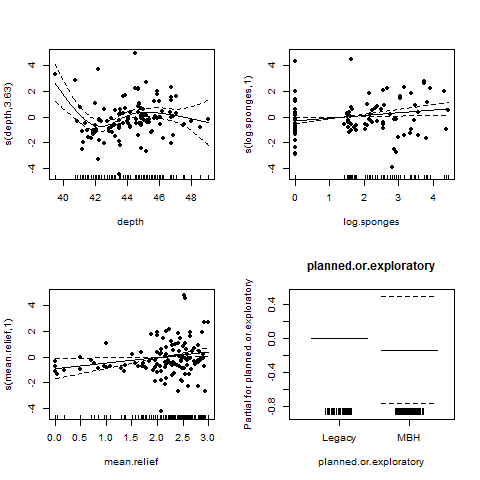 s(depth,3.63)
4
2
0
-2
-4
40 42 44 46 48
depth
s(log.sponges,1)
4
2
0
-2
-4
0 1 2 3 4
log.sponges
s(mean.relief,1)
4
2
0
-2
-4
0.0 0.5 1.0 1.5 2.0 2.5 3.0
mean.relief
planned.or.exploratory
Partial for planned.or.exploratory
0.4
0.0
-0.4
-0.8
Legacy MBH
planned.or.exploratory